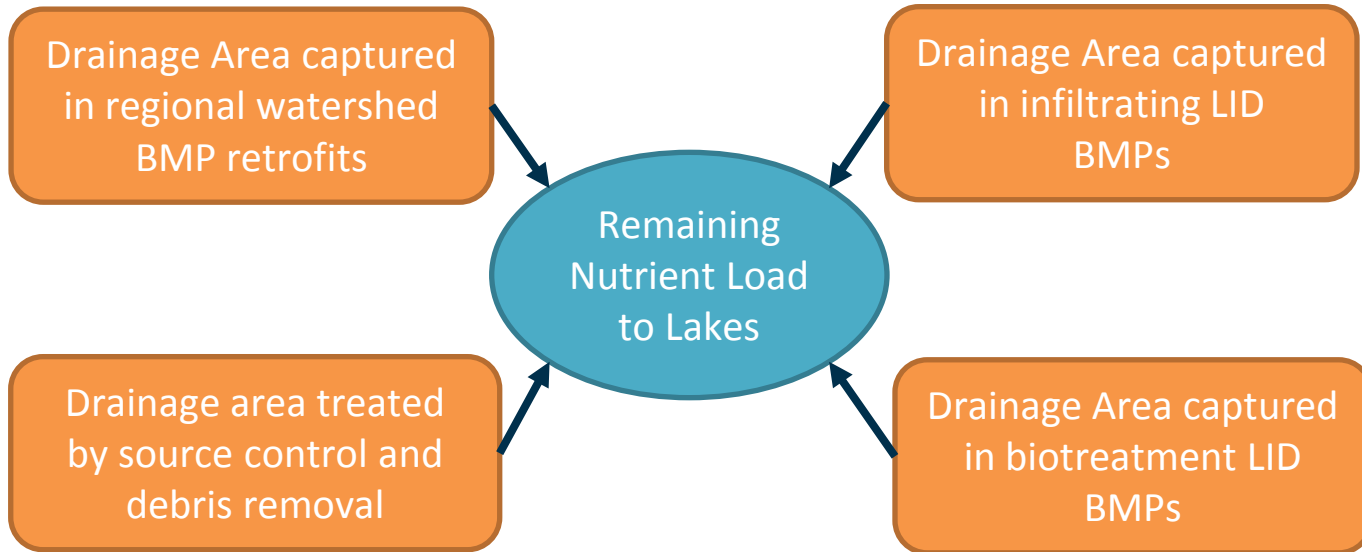 Drainage Area captured
in regional watershed
BMP retrofits
Drainage Area captured
in infiltrating LID
BMPs
Remaining
Nutrient Load
to Lakes
Drainage area treated
by source control and
debris removal
Drainage Area captured
in biotreatment LID
BMPs